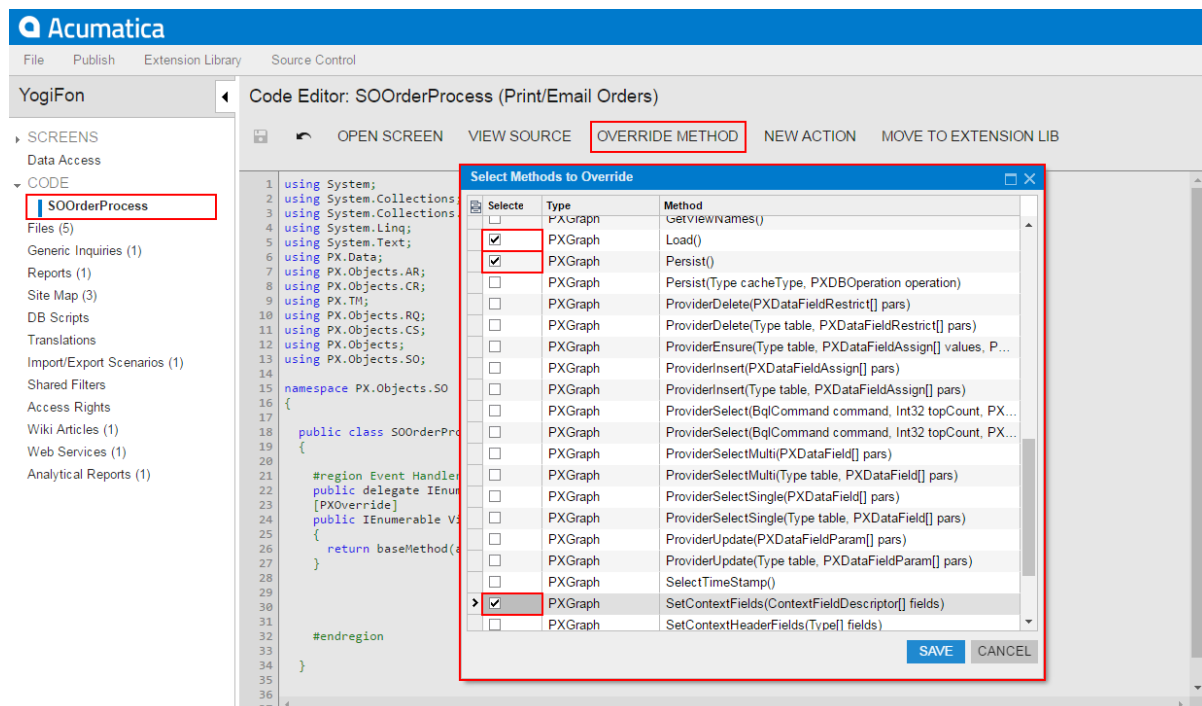 Acumatica
File Publish Extension Library Source Control
YogiFon
SCREENS
Data Access
CODE
SOOrderProcess
Files (5)
Generic Inquiries (1)
Reports (1)
Site Map (3)
DB Scripts
Translations
Import/Export Scenarios (1)
Shared Filters
Access Rights
Wiki Articles (1)
Web Services (1)
Analytical Reports (1)
Code Editor: SOOrderProcess (Print/Email Orders)
OPEN SCREEN VIEW SOURCE OVERRIDE METHOD NEW ACTION MOVE TO EXTENSION LIB
1 using System;
2 using System.Collections;
3 using System.Collections.
4 using System.Linq;
5 using System.Text;
6 using PX.Data;
7 using PX.Objects.AR;
8 using PX.Objects.CR;
9 using PX.TM;
10 using PX.Objects.RQ;
11 using PX.Objects.CS;
12 using PX.Objects;
13 using PX.Objects.SO;
14
15 namespace PX.Objects.SO
16 {
17
18 public class SOOrderPro
19 {
20
21 #region Event Handler
22 public delegate IEnum
23 [PXOverride]
24 public IEnumerable Vi
25 {
26 return baseMethod(a
27 }
28
29
30
31
32 #endregion
33
34 }
35
36
Select Methods to Override
Selecte Type Method
PXGraph GetViewNames()
PXGraph Load()
PXGraph Persist()
PXGraph Persist(Type cacheType, PXDBOperation operation)
PXGraph ProviderDelete(PXDataFieldRestrict[] pars)
PXGraph ProviderDelete(Type table, PXDataFieldRestrict[] pars)
PXGraph ProviderEnsure(Type table, PXDataFieldAssign[] values, P...
PXGraph ProviderInsert(PXDataFieldAssign[] pars)
PXGraph ProviderInsert(Type table, PXDataFieldAssign[] pars)
PXGraph ProviderSelect(BqlCommand command, Int32 topCount, PX...
PXGraph ProviderSelect(BqlCommand command, Int32 topCount, PX...
PXGraph ProviderSelectMulti(PXDataField[] pars)
PXGraph ProviderSelectMulti(Type table, PXDataField[] pars)
PXGraph ProviderSelectSingle(PXDataField[] pars)
PXGraph ProviderSelectSingle(Type table, PXDataField[] pars)
PXGraph ProviderUpdate(PXDataFieldParam[] pars)
PXGraph ProviderUpdate(Type table, PXDataFieldParam[] pars)
PXGraph SelectTimeStamp()
PXGraph SetContextFields(ContextFieldDescriptor[] fields)
PXGraph SetContextHeaderFields(Type[] fields)
SAVE CANCEL